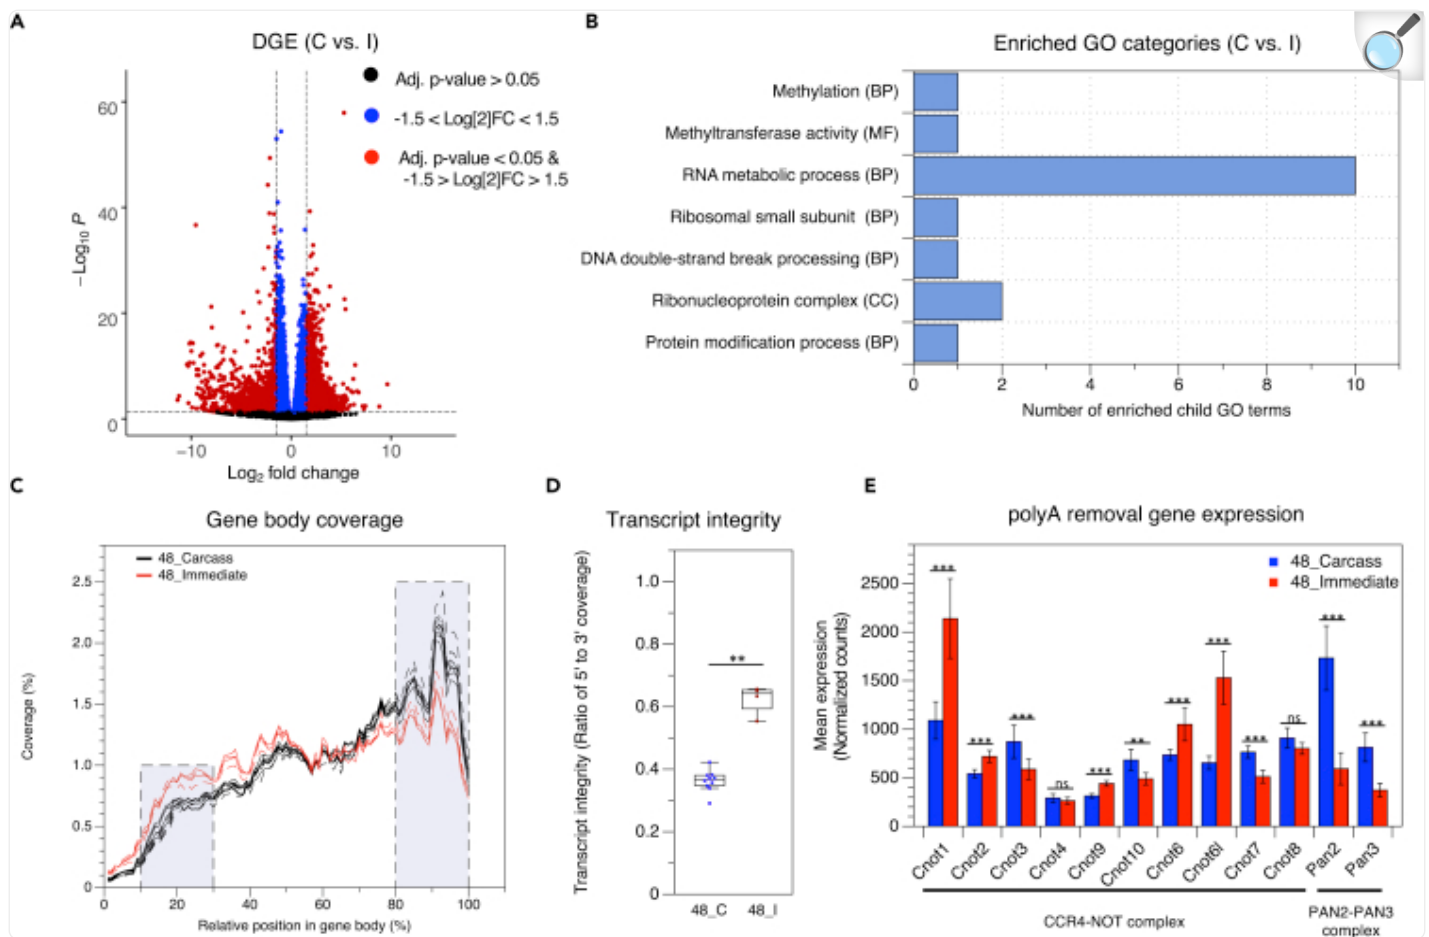 A
DGE (C vs. I)
Adj. p-value > 0.05
-1.5 < Log[2]FC < 1.5
Adj. p-value < 0.05 &
-1.5 > Log[2]FC > 1.5
60
40
20
0
−Log10 P
−10 0 10
Log2 fold change
B
Enriched GO categories (C vs. I)
Methylation (BP)
Methyltransferase activity (MF)
RNA metabolic process (BP)
Ribosomal small subunit (BP)
DNA double-strand break processing (BP)
Ribonucleoprotein complex (CC)
Protein modification process (BP)
0 2 4 6 8 10
Number of enriched child GO terms
C
Gene body coverage
48_Carcass
48_Immediate
2.5
2.0
1.5
1.0
0.5
0
Coverage (%)
0 20 40 60 80 100
Relative position in gene body (%)
D
Transcript integrity
Transcript integrity (Ratio of 5' to 3' coverage)
1.0
0.8
0.6
0.4
0.2
0
**
48_C 48_I
E
polyA removal gene expression
48_Carcass
48_Immediate
Mean expression
(Normalized counts)
2500
2000
1500
1000
500
0
*** *** *** ns *** ** *** *** *** ns *** ***
Cnot1 Cnot2 Cnot3 Cnot4 Cnot9 Cnot10 Cnot6 Cnot6l Cnot7 Cnot8 Pan2 Pan3
CCR4-NOT complex
PAN2-PAN3
complex